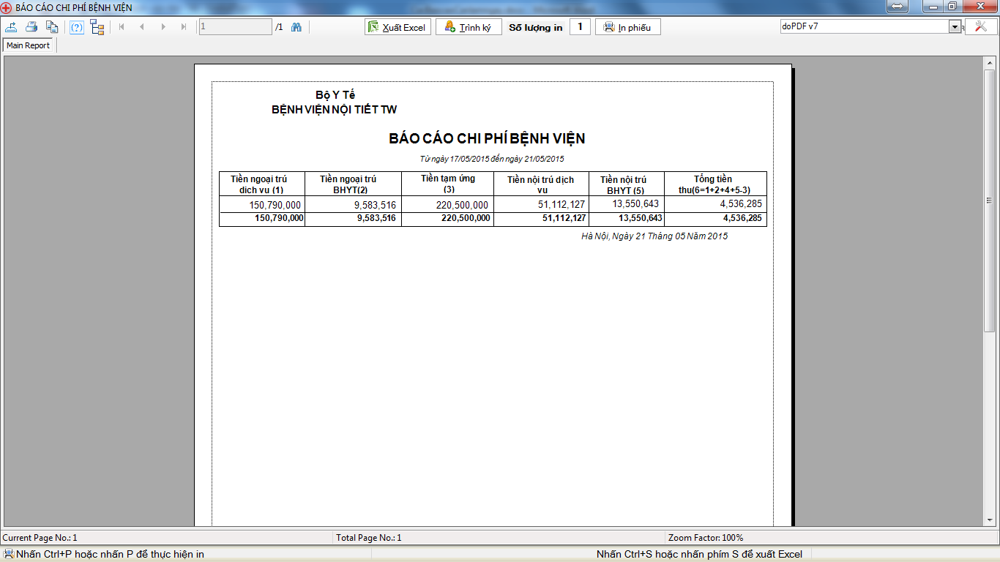 BÁO CÁO CHI PHÍ BỆNH VIỆN
1 /1 Xuất Excel Trình ký Số lượng in 1 In phiếu doPDF v7
Main Report
Bộ Y Tế
BỆNH VIỆN NỘI TIẾT TW
BÁO CÁO CHI PHÍ BỆNH VIỆN
Từ ngày 17/05/2015 đến ngày 21/05/2015
Tiền ngoại trú Tiền ngoại trú Tiền tạm ứng Tiền nội trú dịch Tiền nội trú Tổng tiền
dịch vụ (1) BHYT(2) (3) vụ BHYT (5) thu(6=1+2+4+5-3)
150,790,000 9,583,516 220,500,000 51,112,127 13,550,643 4,536,285
150,790,000 9,583,516 220,500,000 51,112,127 13,550,643 4,536,285
Hà Nội, Ngày 21 Tháng 05 Năm 2015
Current Page No.: 1 Total Page No.: 1 Zoom Factor: 100%
Nhấn Ctrl+P hoặc nhấn P để thực hiện in Nhấn Ctrl+S hoặc nhấn phím S để xuất Excel